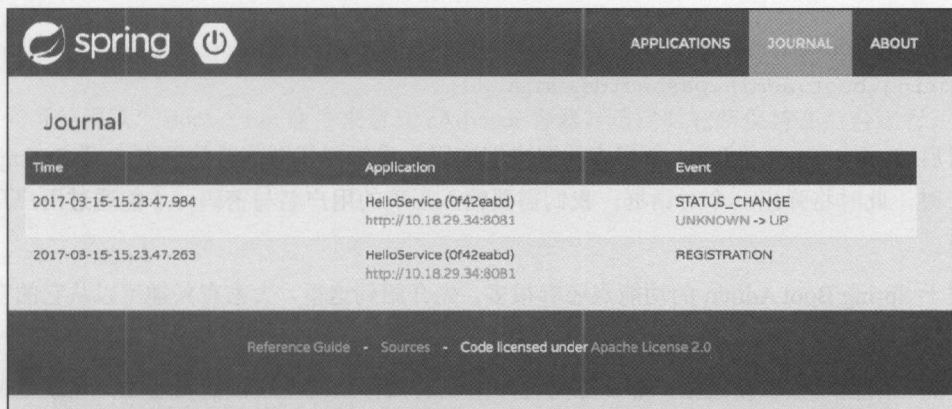 spring
APPLICATIONS JOURNAL ABOUT
Journal
Time Application Event
2017-03-15-15.23.47.984 HelloService (0f42eabd) STATUS_CHANGE
http://10.18.29.34:8081 UNKNOWN -> UP
2017-03-15-15.23.47.263 HelloService (0f42eabd) REGISTRATION
http://10.18.29.34:8081
Reference Guide - Sources - Code licensed under Apache License 2.0